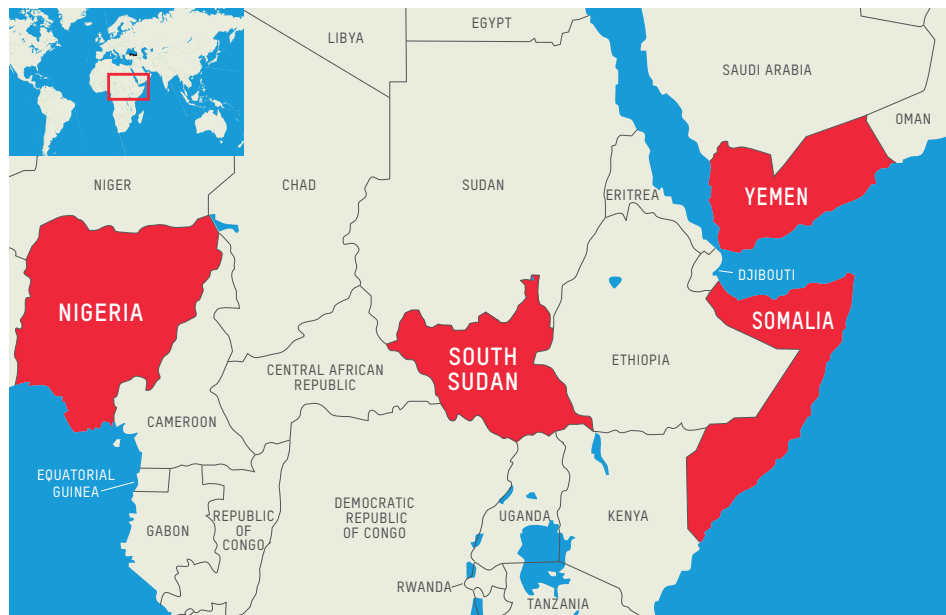 EGYPT
LIBYA
SAUDI ARABIA
OMAN
NIGER
CHAD
SUDAN
ERITREA
YEMEN
DJIBOUTI
NIGERIA
SOMALIA
SOUTH
SUDAN
ETHIOPIA
CENTRAL AFRICAN
REPUBLIC
CAMEROON
EQUATORIAL
GUINEA
GABON
REPUBLIC
OF
CONGO
DEMOCRATIC
REPUBLIC
OF CONGO
UGANDA
KENYA
RWANDA
TANZANIA